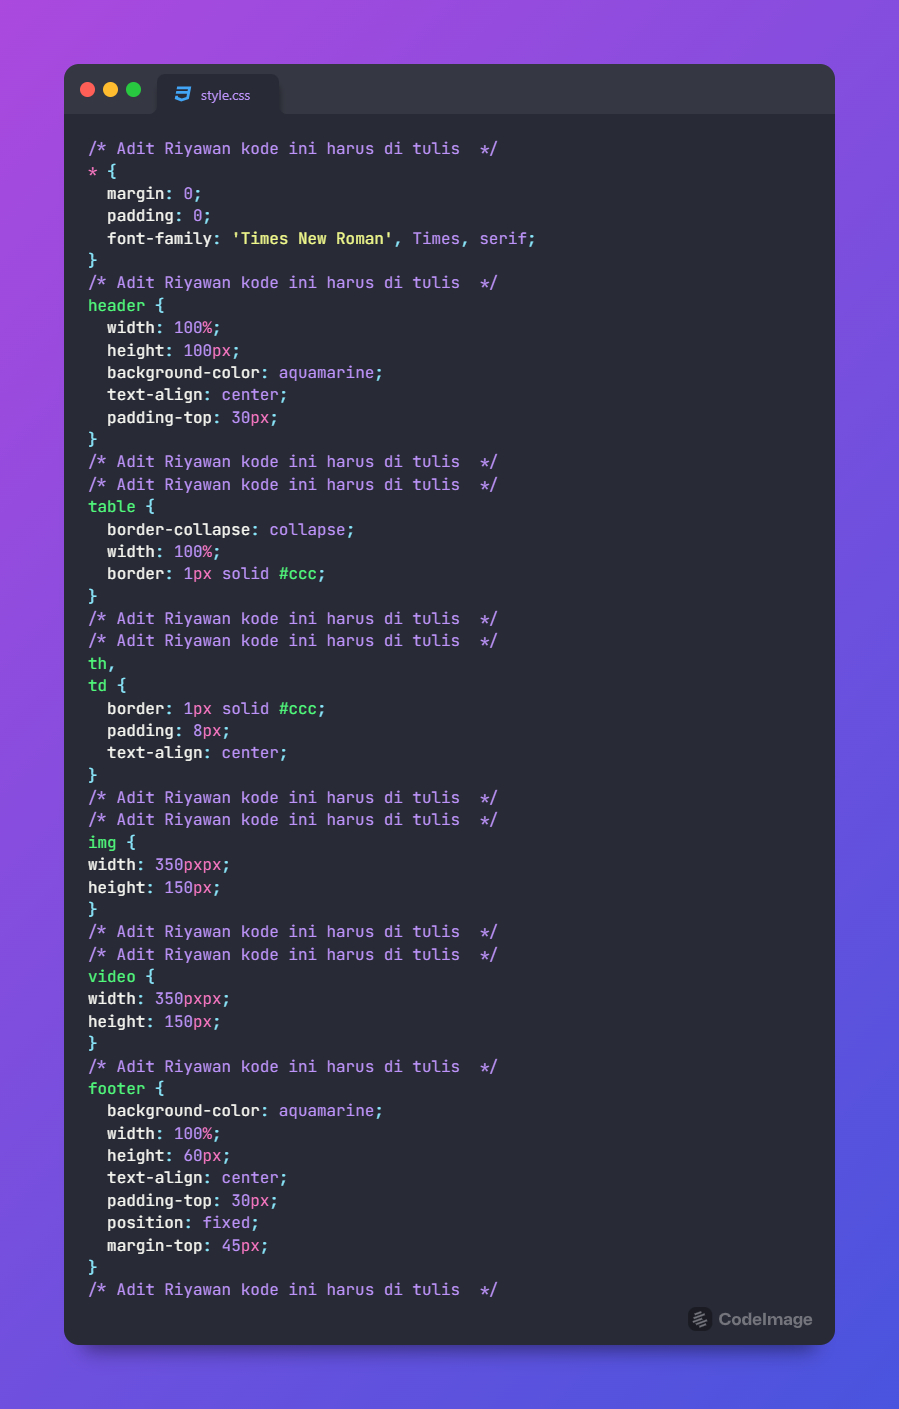 style.css
/* Adit Riyawan kode ini harus di tulis  */
* {
  margin: 0;
  padding: 0;
  font-family: 'Times New Roman', Times, serif;
}
/* Adit Riyawan kode ini harus di tulis  */
header {
  width: 100%;
  height: 100px;
  background-color: aquamarine;
  text-align: center;
  padding-top: 30px;
}
/* Adit Riyawan kode ini harus di tulis  */
/* Adit Riyawan kode ini harus di tulis  */
table {
  border-collapse: collapse;
  width: 100%;
  border: 1px solid #ccc;
}
/* Adit Riyawan kode ini harus di tulis  */
/* Adit Riyawan kode ini harus di tulis  */
th,
td {
  border: 1px solid #ccc;
  padding: 8px;
  text-align: center;
}
/* Adit Riyawan kode ini harus di tulis  */
/* Adit Riyawan kode ini harus di tulis  */
img {
width: 350pxpx;
height: 150px;
}
/* Adit Riyawan kode ini harus di tulis  */
/* Adit Riyawan kode ini harus di tulis  */
video {
width: 350pxpx;
height: 150px;
}
/* Adit Riyawan kode ini harus di tulis  */
footer {
  background-color: aquamarine;
  width: 100%;
  height: 60px;
  text-align: center;
  padding-top: 30px;
  position: fixed;
  margin-top: 45px;
}
/* Adit Riyawan kode ini harus di tulis  */
CodeImage